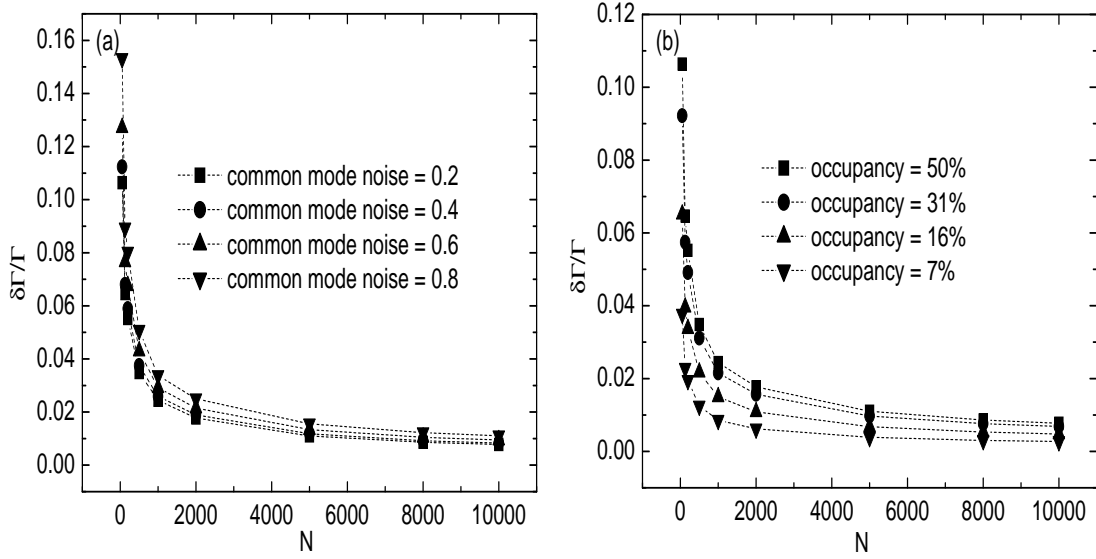 (a)
0.16
0.14
0.12
0.10
0.08
0.06
0.04
0.02
0.00
δΓ/Γ
common mode noise = 0.2
common mode noise = 0.4
common mode noise = 0.6
common mode noise = 0.8
0 2000 4000 6000 8000 10000
N
(b)
0.12
0.10
0.08
0.06
0.04
0.02
0.00
δΓ/Γ
occupancy = 50%
occupancy = 31%
occupancy = 16%
occupancy = 7%
0 2000 4000 6000 8000 10000
N